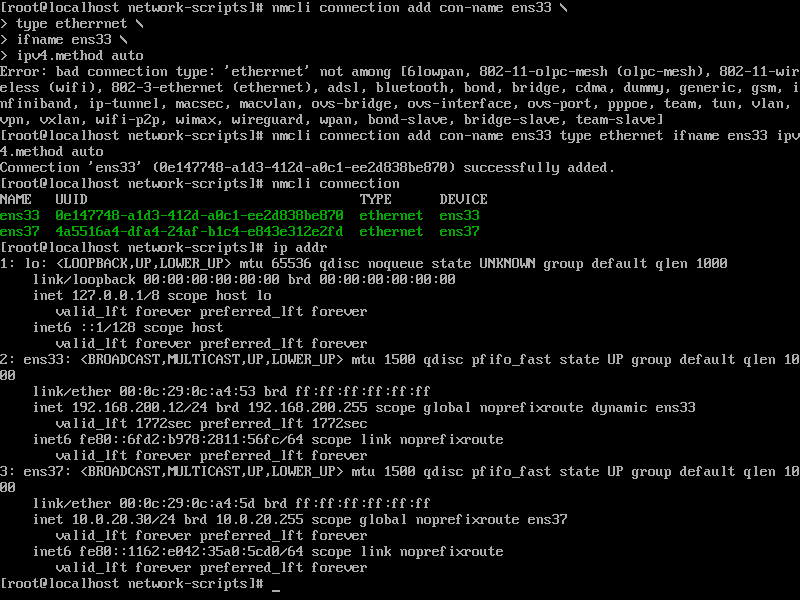 [root@localhost network-scripts]# nmcli connection add con-name ens33 \
> type etherrnet \
> ifname ens33 \
> ipv4.method auto
Error: bad connection type: 'etherrnet' not among [6lowpan, 802-11-olpc-mesh (olpc-mesh), 802-11-wir
eless (wifi), 802-3-ethernet (ethernet), adsl, bluetooth, bond, bridge, cdma, dummy, generic, gsm, i
nfiniband, ip-tunnel, macsec, macvlan, ovs-bridge, ovs-interface, ovs-port, pppoe, team, tun, vlan,
vpn, vxlan, wifi-p2p, wimax, wireguard, wpan, bond-slave, bridge-slave, team-slave]
[root@localhost network-scripts]# nmcli connection add con-name ens33 type ethernet ifname ens33 ipv
4.method auto
Connection 'ens33' (0e147748-a1d3-412d-a0c1-ee2d838be870) successfully added.
[root@localhost network-scripts]# nmcli connection
NAME   UUID                                  TYPE      DEVICE
ens33  0e147748-a1d3-412d-a0c1-ee2d838be870  ethernet  ens33
ens37  4a5516a4-dfa4-24af-b1c4-e843e312e2fd  ethernet  ens37
[root@localhost network-scripts]# ip addr
1: lo: <LOOPBACK,UP,LOWER_UP> mtu 65536 qdisc noqueue state UNKNOWN group default qlen 1000
    link/loopback 00:00:00:00:00:00 brd 00:00:00:00:00:00
    inet 127.0.0.1/8 scope host lo
       valid_lft forever preferred_lft forever
    inet6 ::1/128 scope host
       valid_lft forever preferred_lft forever
2: ens33: <BROADCAST,MULTICAST,UP,LOWER_UP> mtu 1500 qdisc pfifo_fast state UP group default qlen 10
00
    link/ether 00:0c:29:0c:a4:53 brd ff:ff:ff:ff:ff:ff
    inet 192.168.200.12/24 brd 192.168.200.255 scope global noprefixroute dynamic ens33
       valid_lft 1772sec preferred_lft 1772sec
    inet6 fe80::6fd2:b978:2811:56fc/64 scope link noprefixroute
       valid_lft forever preferred_lft forever
3: ens37: <BROADCAST,MULTICAST,UP,LOWER_UP> mtu 1500 qdisc pfifo_fast state UP group default qlen 10
00
    link/ether 00:0c:29:0c:a4:5d brd ff:ff:ff:ff:ff:ff
    inet 10.0.20.30/24 brd 10.0.20.255 scope global noprefixroute ens37
       valid_lft forever preferred_lft forever
    inet6 fe80::1162:e042:35a0:5cd0/64 scope link noprefixroute
       valid_lft forever preferred_lft forever
[root@localhost network-scripts]# _